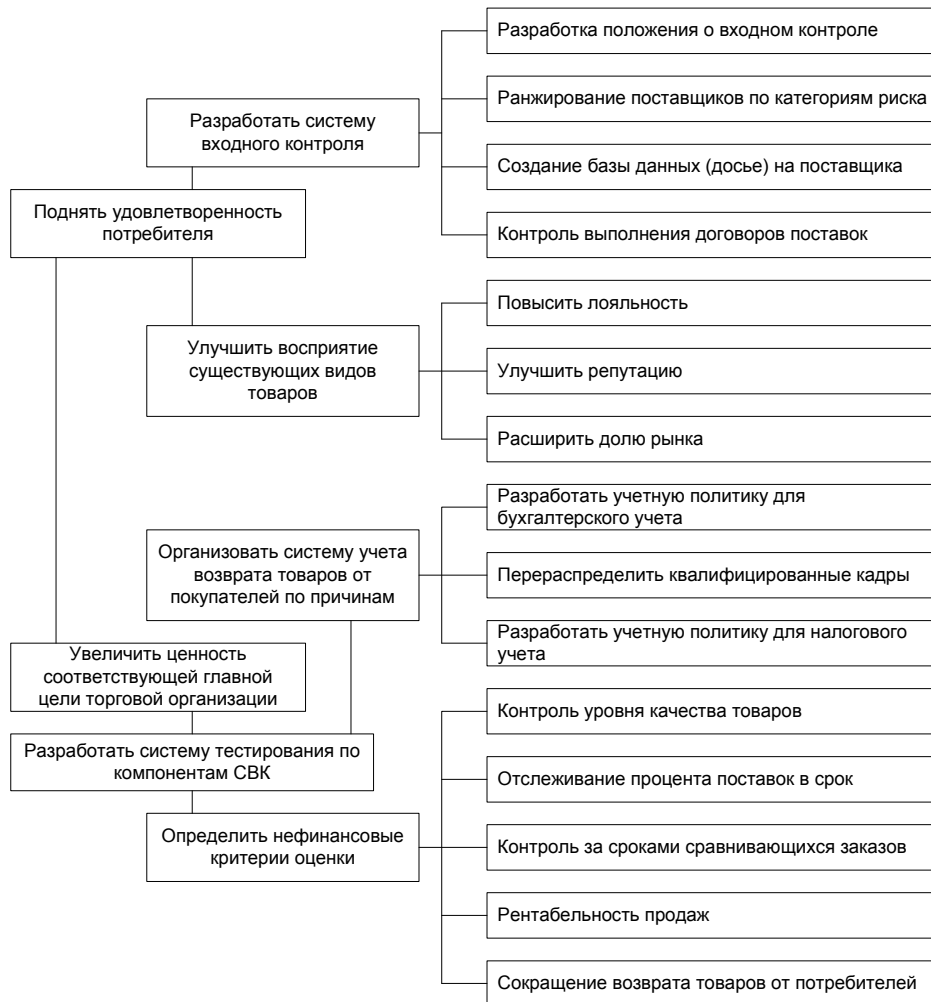 Разработка положения о входном контроле
Ранжирование поставщиков по категориям риска
Разработать систему
входного контроля
Создание базы данных (досье) на поставщика
Поднять удовлетворенность
потребителя
Контроль выполнения договоров поставок
Повысить лояльность
Улучшить восприятие
существующих видов
товаров
Улучшить репутацию
Расширить долю рынка
Разработать учетную политику для
бухгалтерского учета
Организовать систему учета
возврата товаров от
покупателей по причинам
Перераспределить квалифицированные кадры
Разработать учетную политику для налогового
учета
Увеличить ценность
соответствующей главной
цели торговой организации
Контроль уровня качества товаров
Разработать систему тестирования по
компонентам СВК
Отслеживание процента поставок в срок
Определить нефинансовые
критерии оценки
Контроль за сроками сравнивающихся заказов
Рентабельность продаж
Сокращение возврата товаров от потребителей